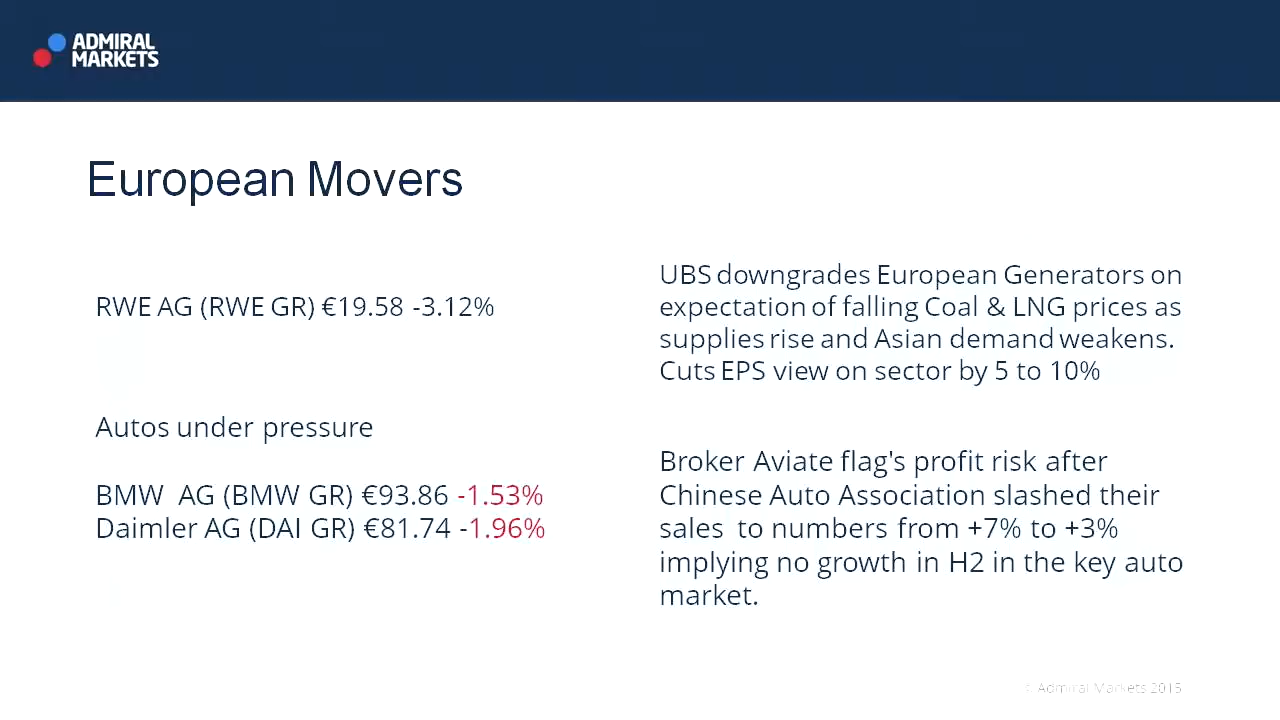 ADMIRAL
MARKETS
European Movers
RWE AG (RWE GR) €19.58 -3.12%
UBS downgrades European Generators on
expectation of falling Coal & LNG prices as
supplies rise and Asian demand weakens.
Cuts EPS view on sector by 5 to 10%
Autos under pressure
BMW AG (BMW GR) €93.86 -1.53%
Daimler AG (DAI GR) €81.74 -1.96%
Broker Aviate flag's profit risk after
Chinese Auto Association slashed their
sales to numbers from +7% to +3%
implying no growth in H2 in the key auto
market.
Admiral Markets 2015